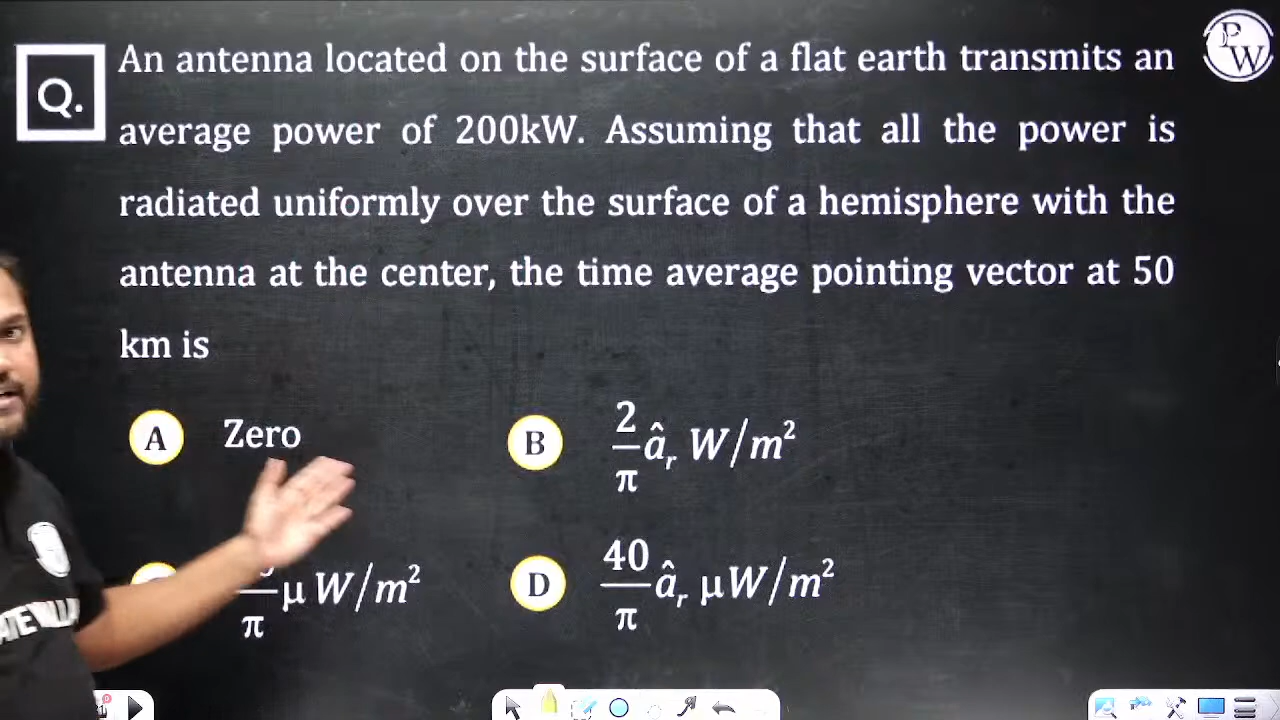 Q.
An antenna located on the surface of a flat earth transmits an
average power of 200kW. Assuming that all the power is
radiated uniformly over the surface of a hemisphere with the
antenna at the center, the time average pointing vector at 50
km is
A Zero
B 2/π â_r W/m²
/π μ W/m²
D 40/π â_r μW/m²
PW